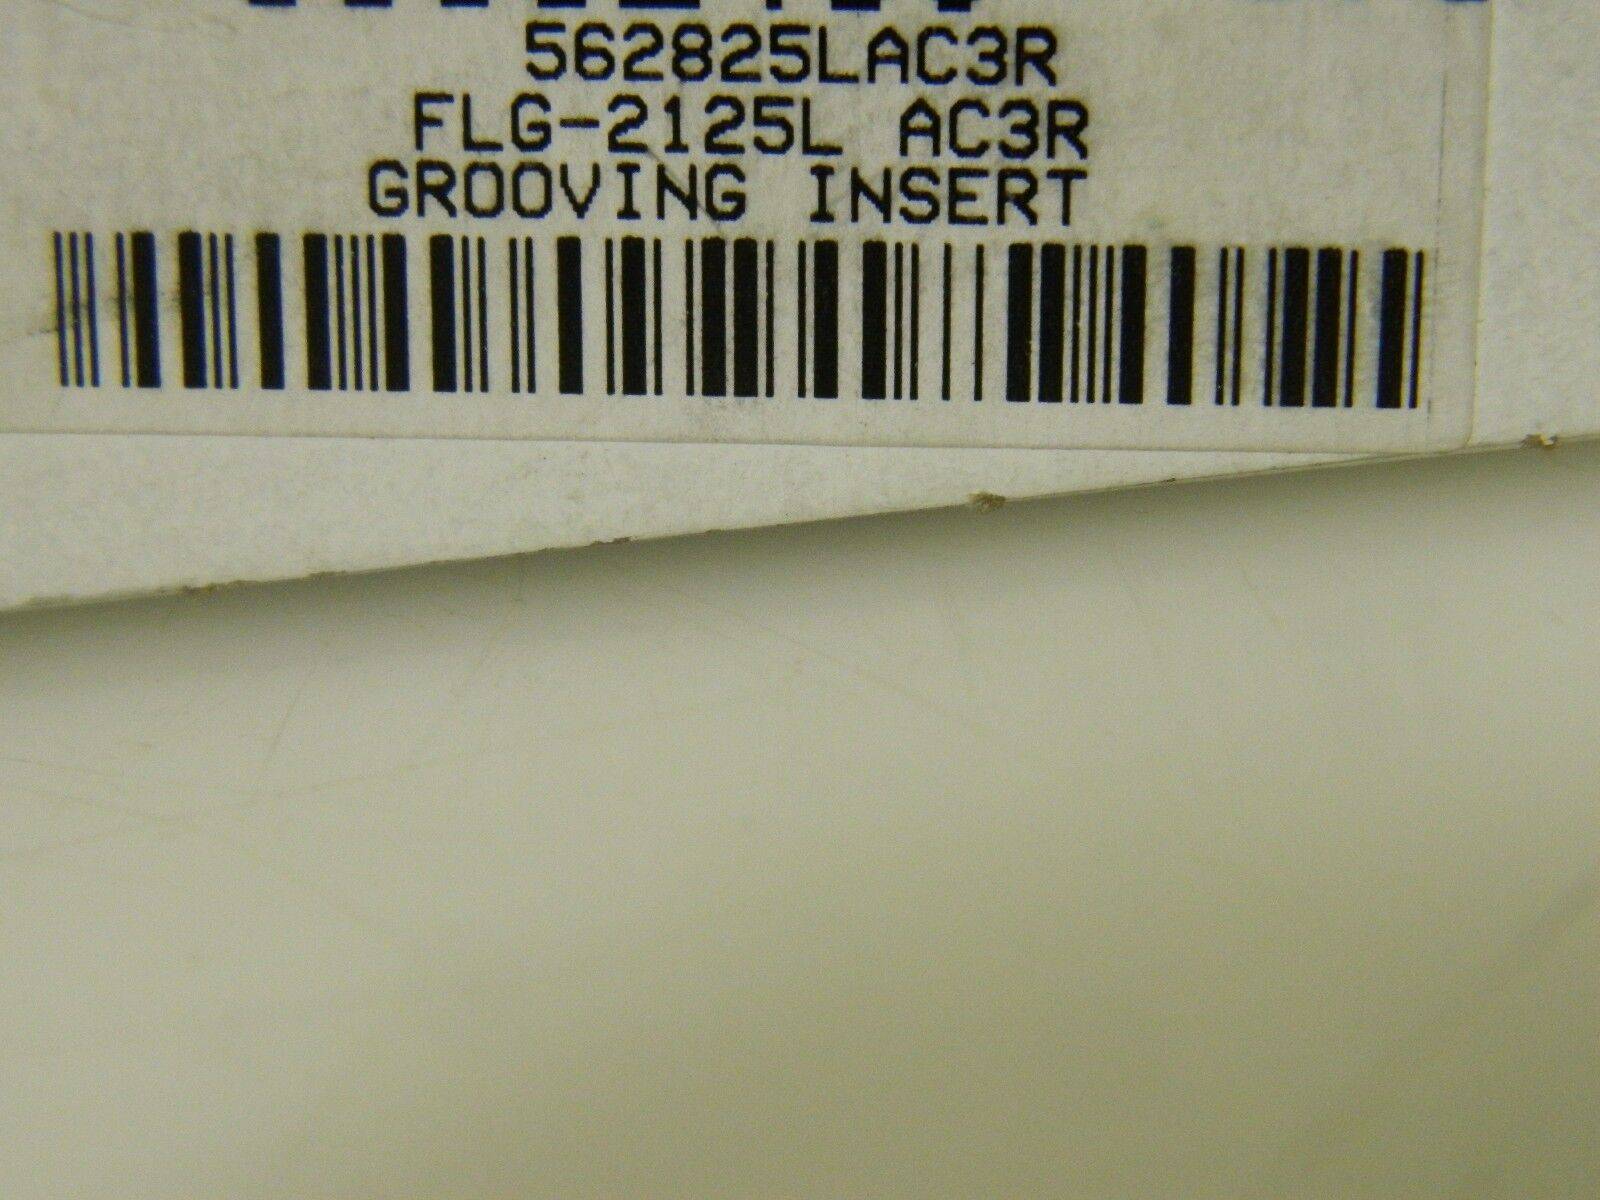 562825LAC3R
FLG-2125L AC3R
GROOVING INSERT